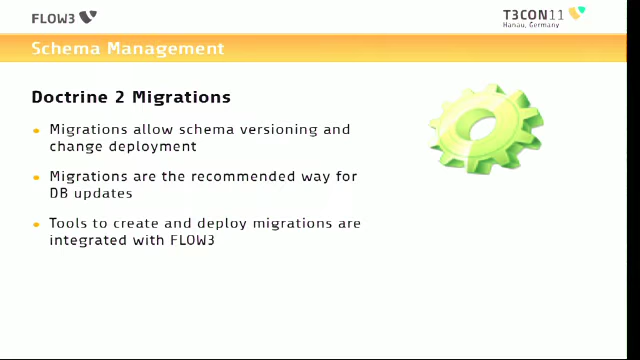 FLOW3
T3CON11
Hanau, Germany
Schema Management
Doctrine 2 Migrations
Migrations allow schema versioning and
change deployment
Migrations are the recommended way for
DB updates
Tools to create and deploy migrations are
integrated with FLOW3